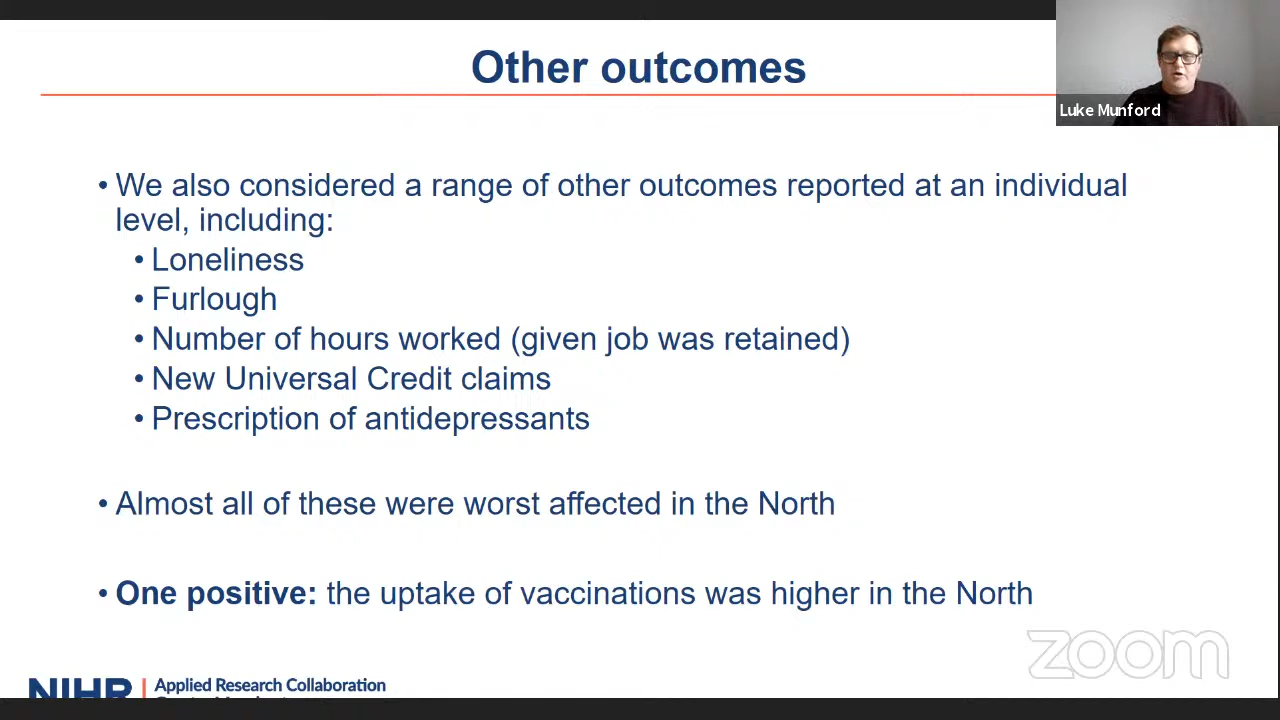 Other outcomes
Luke Munford
• We also considered a range of other outcomes reported at an individual
level, including:
• Loneliness
• Furlough
• Number of hours worked (given job was retained)
• New Universal Credit claims
• Prescription of antidepressants
• Almost all of these were worst affected in the North
• One positive: the uptake of vaccinations was higher in the North
zoom
NIHR | Applied Research Collaboration